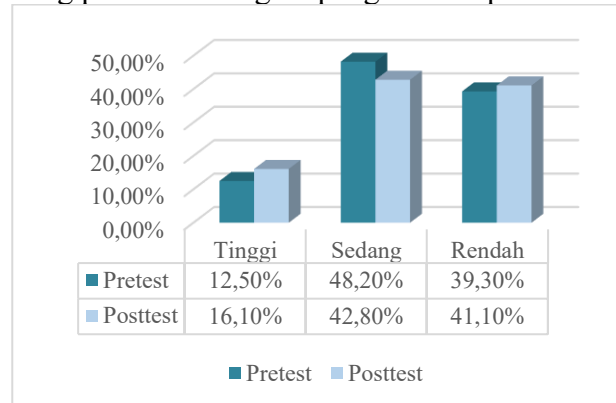 50,00%
40,00%
30,00%
20,00%
10,00%
0,00%
Tinggi Sedang Rendah
Pretest 12,50% 48,20% 39,30%
Posttest 16,10% 42,80% 41,10%
Pretest Posttest